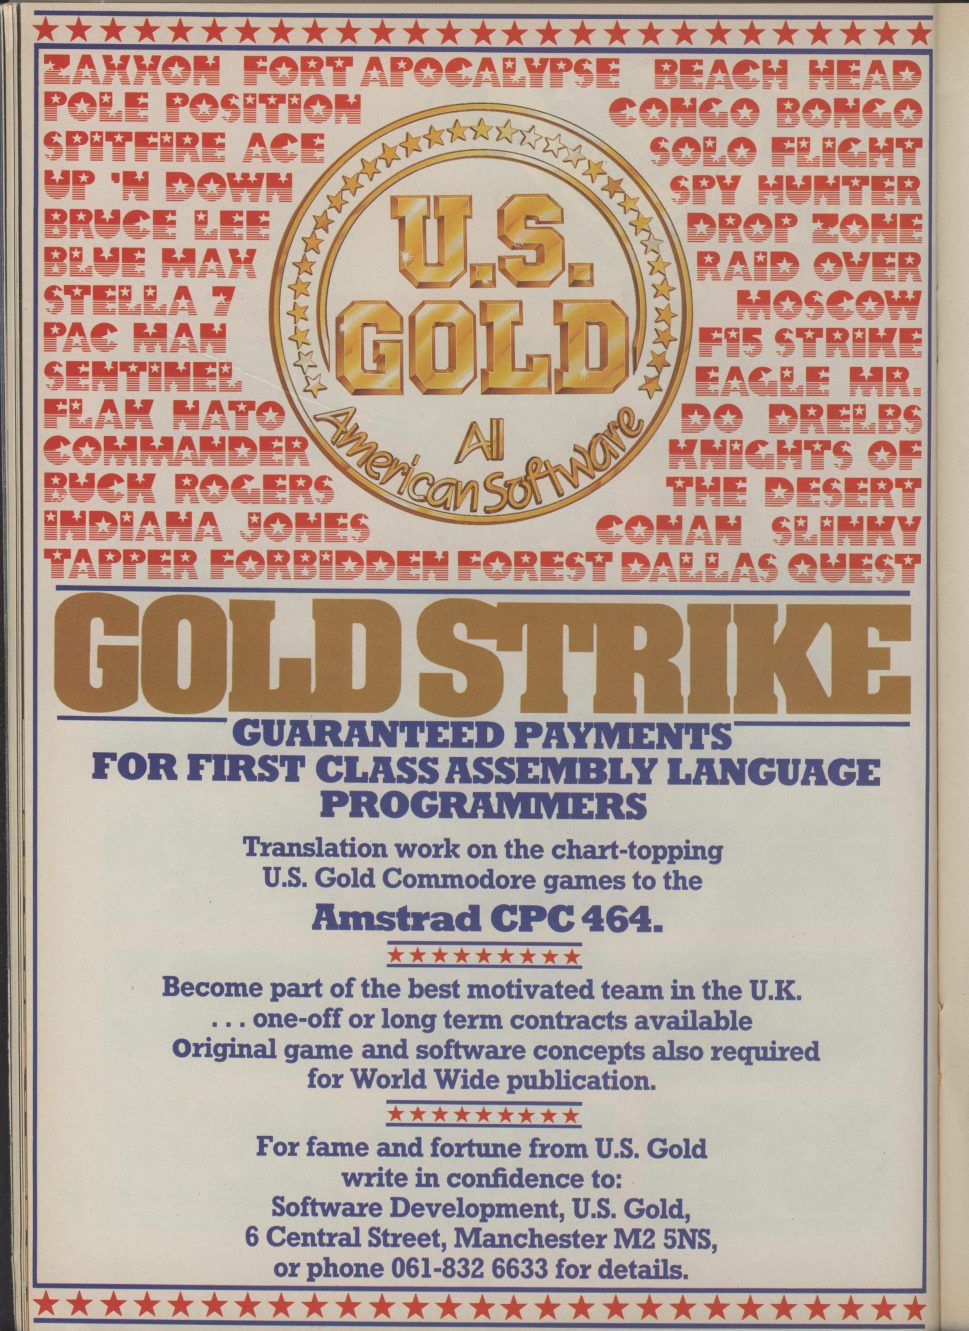 ZAXXON FORT APOCALYPSE BEACH HEAD
POLE POSITION
CONGO BONGO
SPITFIRE ACE
SOLO FLIGHT
UP 'N DOWN
SPY HUNTER
BRUCE LEE
DROP ZONE
BLUE MAX
RAID OVER
STELLA 7
MOSCOW
PAC MAN
F15 STRIKE
SENTINEL
EAGLE MR.
FLAK NATO
DO DRELBS
COMMANDER
KNIGHTS OF
BUCK ROGERS
THE DESERT
INDIANA JONES
CONAN SLINKY
TAPPER FORBIDDEN FOREST DALLAS QUEST
U.S.
GOLD
All
American Software
GOLD STRIKE
GUARANTEED PAYMENTS
FOR FIRST CLASS ASSEMBLY LANGUAGE
PROGRAMMERS
Translation work on the chart-topping
U.S. Gold Commodore games to the
Amstrad CPC 464.
Become part of the best motivated team in the U.K.
. . . one-off or long term contracts available
Original game and software concepts also required
for World Wide publication.
For fame and fortune from U.S. Gold
write in confidence to:
Software Development, U.S. Gold,
6 Central Street, Manchester M2 5NS,
or phone 061-832 6633 for details.